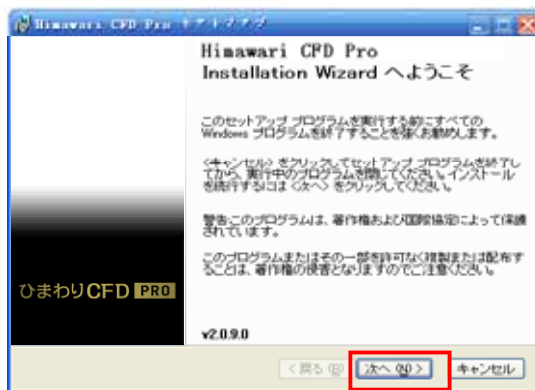 Himawari CFD Pro セットアップ
Himawari CFD Pro
Installation Wizard へようこそ
このセットアップ プログラムを実行する前にすべての
Windows プログラムを終了することを強くお勧めします。
<キャンセル> をクリックしてセットアップ プログラムを終了し
てから、実行中のプログラムを閉じてください。インストール
を続行するには <次へ> をクリックしてください。
警告:このプログラムは、著作権および国際協定によって保護
されています。
このプログラムまたはその一部を許可なく複製または配布す
ることは、著作権の侵害となりますのでご注意ください。
ひまわりCFD PRO
v2.0.9.0
< 戻る(B)
次へ(N) >
キャンセル